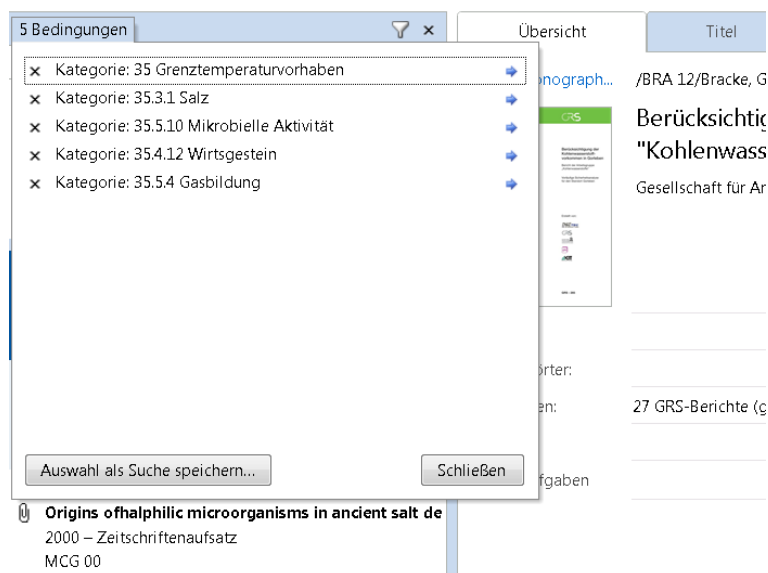 5 Bedingungen
Kategorie: 35 Grenztemperaturvorhaben
Kategorie: 35.3.1 Salz
Kategorie: 35.5.10 Mikrobielle Aktivität
Kategorie: 35.4.12 Wirtsgestein
Kategorie: 35.5.4 Gasbildung
Auswahl als Suche speichern...
Schließen
Origins ofhalphilic microorganisms in ancient salt de
2000 – Zeitschriftenaufsatz
MCG 00
Übersicht
Titel
nograph...
/BRA 12/Bracke, G
Berücksichtig
"Kohlenwass
Gesellschaft für Ar
GRS
örter:
en:
27 GRS-Berichte (g
fgaben